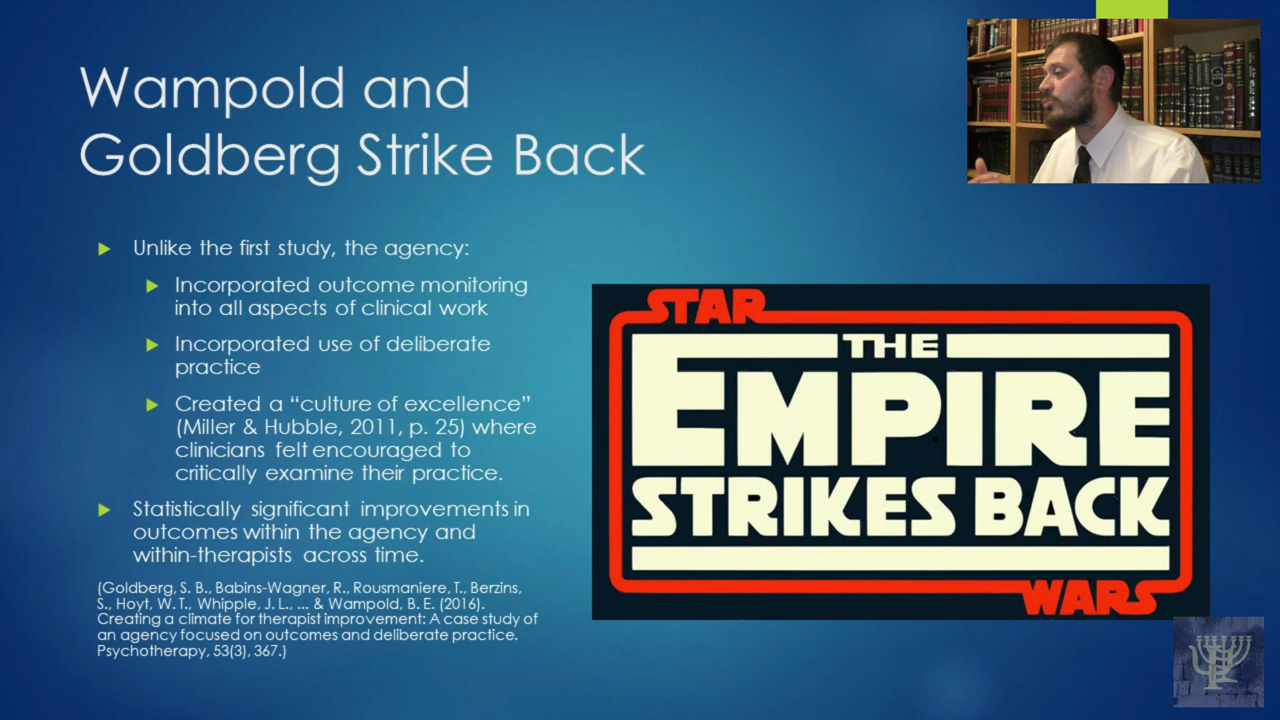 Wampold and
Goldberg Strike Back
Unlike the first study, the agency:
Incorporated outcome monitoring
into all aspects of clinical work
Incorporated use of deliberate
practice
Created a “culture of excellence”
(Miller & Hubble, 2011, p. 25) where
clinicians felt encouraged to
critically examine their practice.
Statistically significant improvements in
outcomes within the agency and
within-therapists across time.
(Goldberg, S. B., Babins-Wagner, R., Rousmaniere, T., Berzins,
S., Hoyt, W. T., Whipple, J. L., ... & Wampold, B. E. (2016).
Creating a climate for therapist improvement: A case study of
an agency focused on outcomes and deliberate practice.
Psychotherapy, 53(3), 367.)
STAR
THE
EMPIRE
STRIKES BACK
WARS